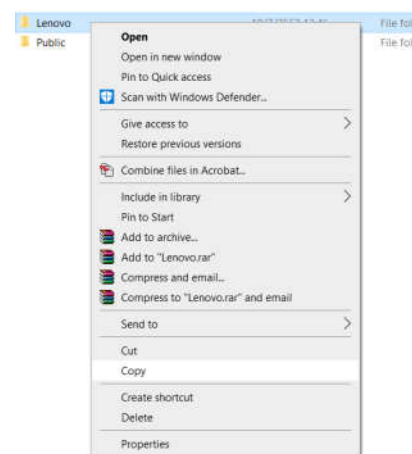 Lenovo
File fol
Public
File fol
Open
Open in new window
Pin to Quick access
Scan with Windows Defender...
Give access to
Restore previous versions
Combine files in Acrobat...
Include in library
Pin to Start
Add to archive...
Add to "Lenovo.rar"
Compress and email...
Compress to "Lenovo.rar" and email
Send to
Cut
Copy
Create shortcut
Delete
Properties